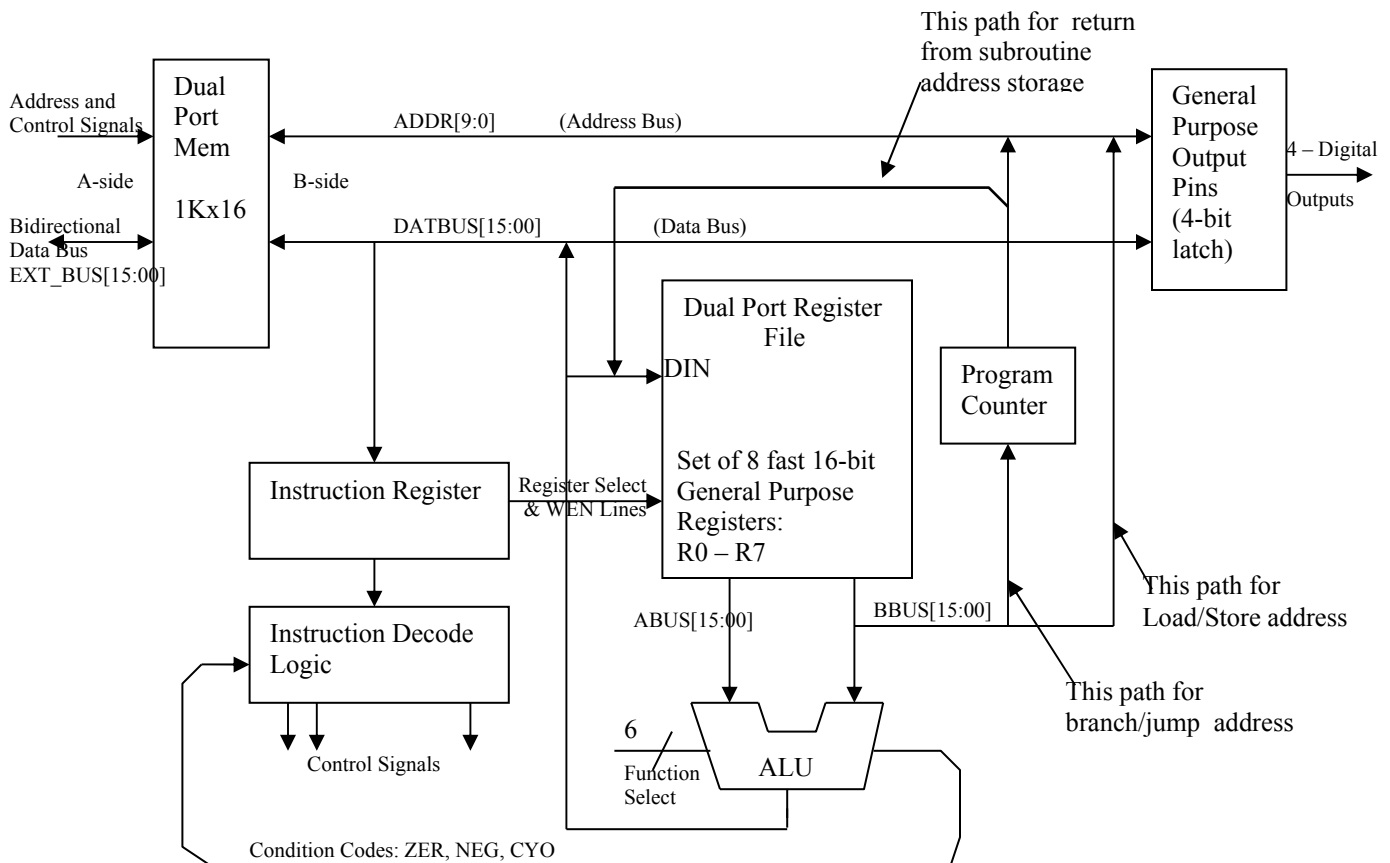 This path for return
from subroutine
address storage
Address and
Control Signals
A-side
Bidirectional
Data Bus
EXT_BUS[15:00]
Dual
Port
Mem
1Kx16
B-side
ADDR[9:0]
(Address Bus)
DATBUS[15:00]
(Data Bus)
General
Purpose
Output
Pins
(4-bit
latch)
4 – Digital
Outputs
Dual Port Register
File
DIN
Set of 8 fast 16-bit
General Purpose
Registers:
R0 – R7
Program
Counter
Instruction Register
Register Select
& WEN Lines
Instruction Decode
Logic
Control Signals
ABUS[15:00]
BBUS[15:00]
This path for
Load/Store address
This path for
branch/jump address
6
Function
Select
ALU
Condition Codes: ZER, NEG, CYO